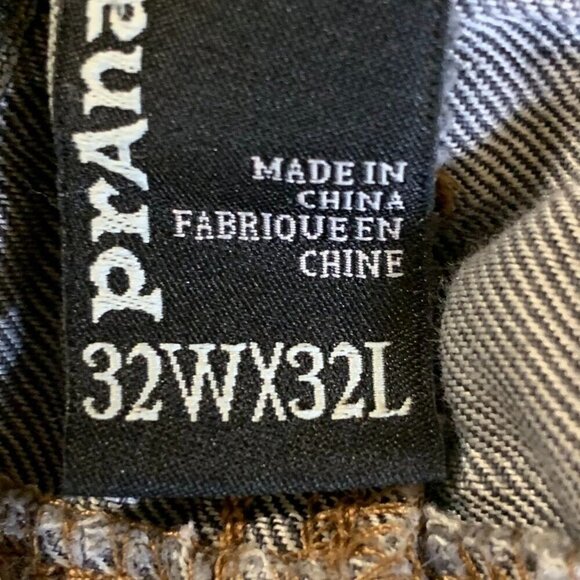 prAna
MADE IN
CHINA
FABRIQUE EN
CHINE
32WX32L